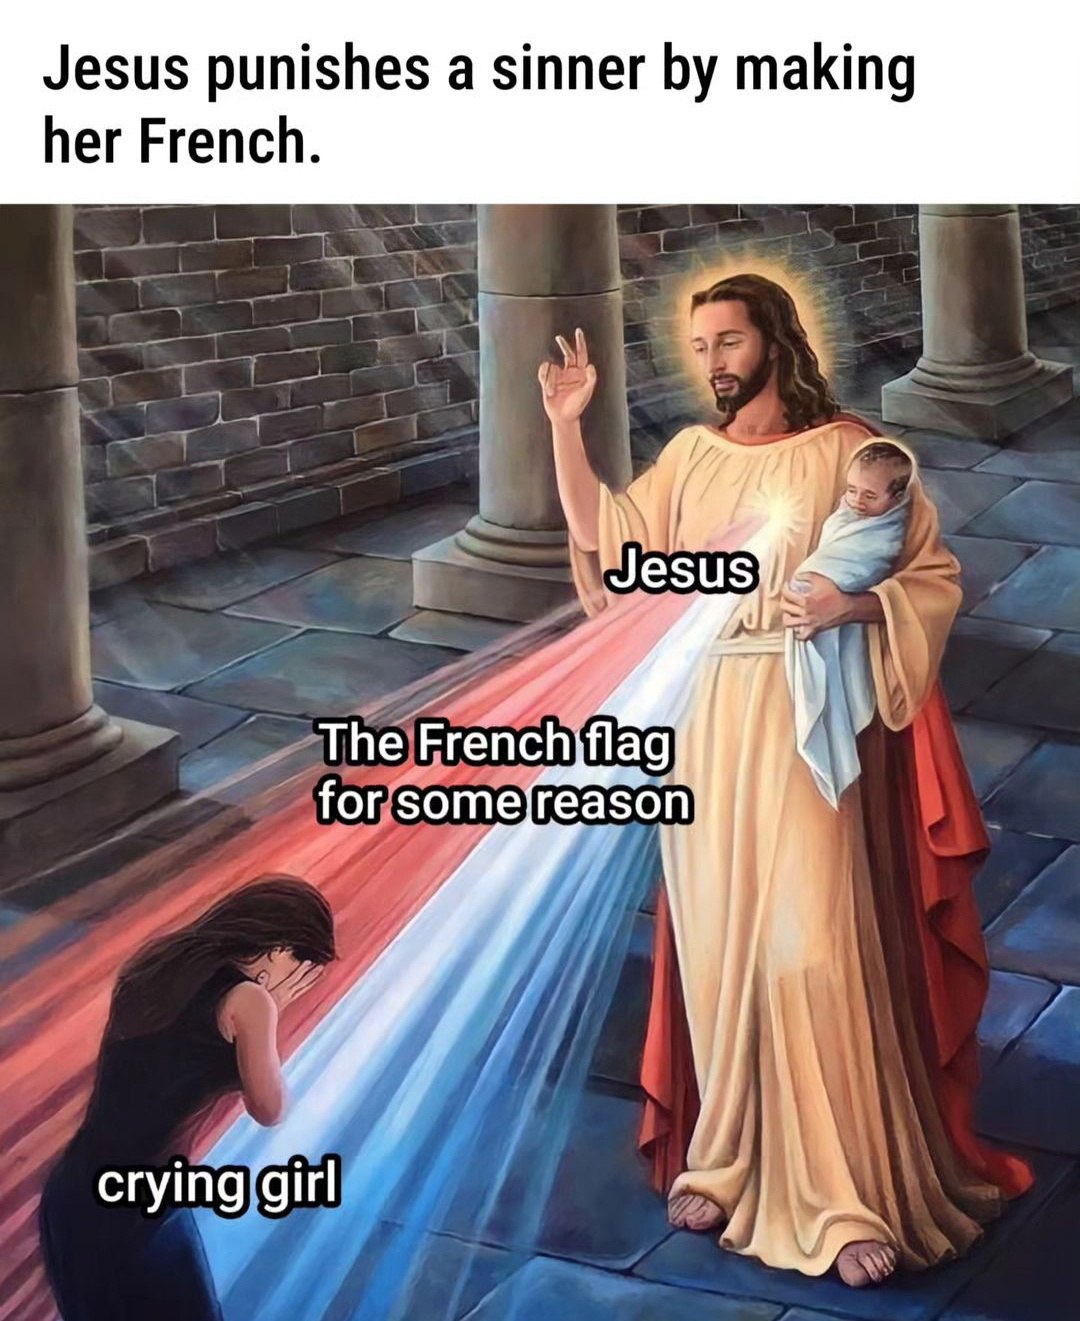 Jesus punishes a sinner by making
her French.
Jesus
The French flag
for some reason
crying girl